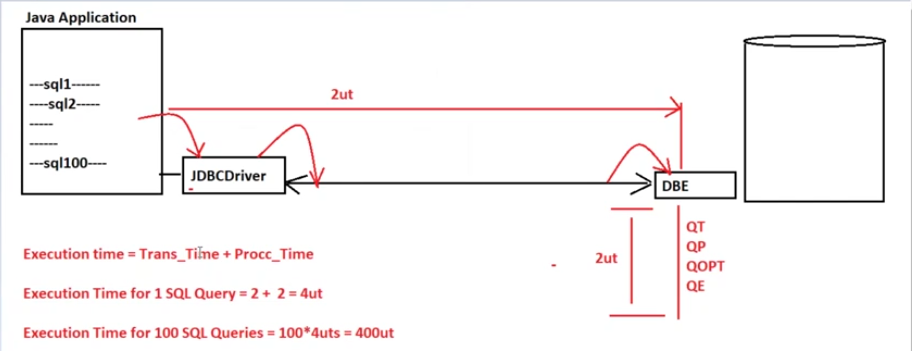 Java Application
---sql1------
----sql2-----
-----
------
---sql100----
2ut
JDBCDriver
DBE
QT
QP
QOPT
QE
2ut
Execution time = Trans_Time + Procc_Time
Execution Time for 1 SQL Query = 2 + 2 = 4ut
Execution Time for 100 SQL Queries = 100*4uts = 400ut